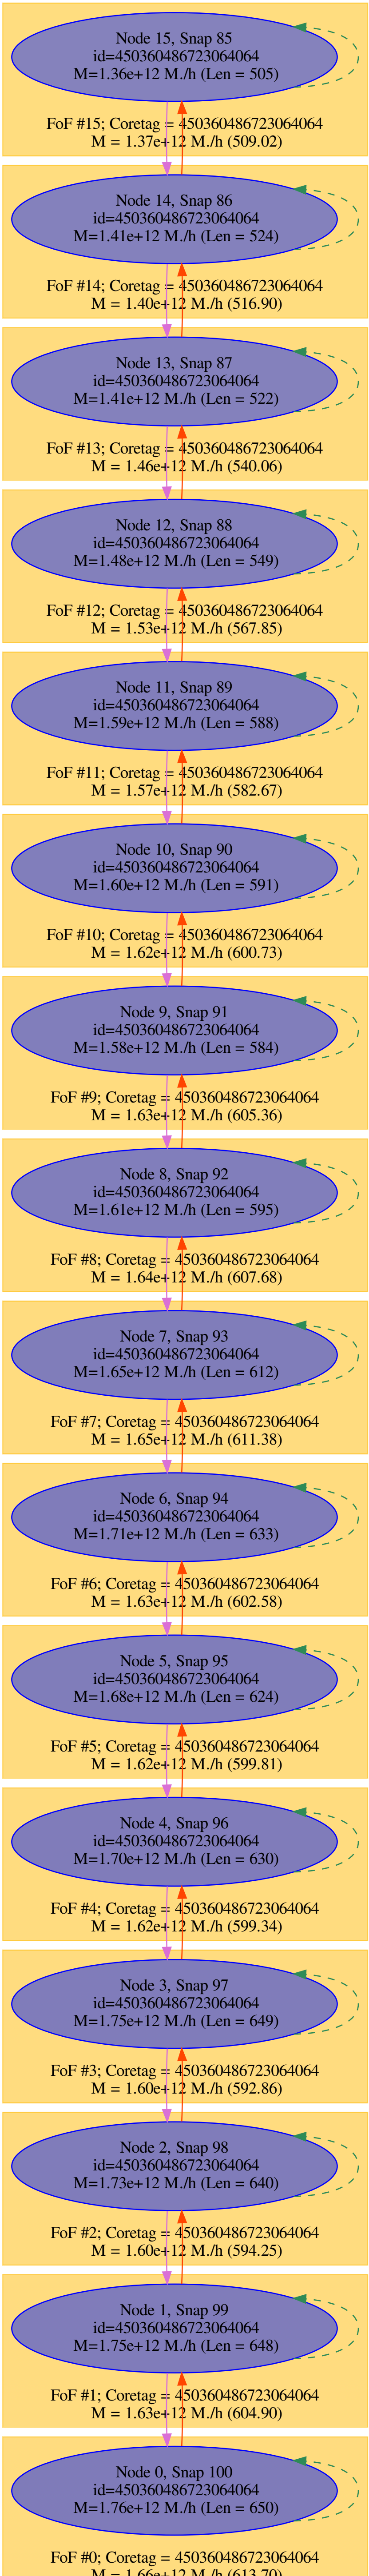 Node 15, Snap 85
id=450360486723064064
M=1.36e+12 M./h (Len = 505)
FoF #15; Coretag = 450360486723064064
M = 1.37e+12 M./h (509.02)
Node 14, Snap 86
id=450360486723064064
M=1.41e+12 M./h (Len = 524)
FoF #14; Coretag = 450360486723064064
M = 1.40e+12 M./h (516.90)
Node 13, Snap 87
id=450360486723064064
M=1.41e+12 M./h (Len = 522)
FoF #13; Coretag = 450360486723064064
M = 1.46e+12 M./h (540.06)
Node 12, Snap 88
id=450360486723064064
M=1.48e+12 M./h (Len = 549)
FoF #12; Coretag = 450360486723064064
M = 1.53e+12 M./h (567.85)
Node 11, Snap 89
id=450360486723064064
M=1.59e+12 M./h (Len = 588)
FoF #11; Coretag = 450360486723064064
M = 1.57e+12 M./h (582.67)
Node 10, Snap 90
id=450360486723064064
M=1.60e+12 M./h (Len = 591)
FoF #10; Coretag = 450360486723064064
M = 1.62e+12 M./h (600.73)
Node 9, Snap 91
id=450360486723064064
M=1.58e+12 M./h (Len = 584)
FoF #9; Coretag = 450360486723064064
M = 1.63e+12 M./h (605.36)
Node 8, Snap 92
id=450360486723064064
M=1.61e+12 M./h (Len = 595)
FoF #8; Coretag = 450360486723064064
M = 1.64e+12 M./h (607.68)
Node 7, Snap 93
id=450360486723064064
M=1.65e+12 M./h (Len = 612)
FoF #7; Coretag = 450360486723064064
M = 1.65e+12 M./h (611.38)
Node 6, Snap 94
id=450360486723064064
M=1.71e+12 M./h (Len = 633)
FoF #6; Coretag = 450360486723064064
M = 1.63e+12 M./h (602.58)
Node 5, Snap 95
id=450360486723064064
M=1.68e+12 M./h (Len = 624)
FoF #5; Coretag = 450360486723064064
M = 1.62e+12 M./h (599.81)
Node 4, Snap 96
id=450360486723064064
M=1.70e+12 M./h (Len = 630)
FoF #4; Coretag = 450360486723064064
M = 1.62e+12 M./h (599.34)
Node 3, Snap 97
id=450360486723064064
M=1.75e+12 M./h (Len = 649)
FoF #3; Coretag = 450360486723064064
M = 1.60e+12 M./h (592.86)
Node 2, Snap 98
id=450360486723064064
M=1.73e+12 M./h (Len = 640)
FoF #2; Coretag = 450360486723064064
M = 1.60e+12 M./h (594.25)
Node 1, Snap 99
id=450360486723064064
M=1.75e+12 M./h (Len = 648)
FoF #1; Coretag = 450360486723064064
M = 1.63e+12 M./h (604.90)
Node 0, Snap 100
id=450360486723064064
M=1.76e+12 M./h (Len = 650)
FoF #0; Coretag = 450360486723064064
M = 1.66e+12 M./h (613.70)